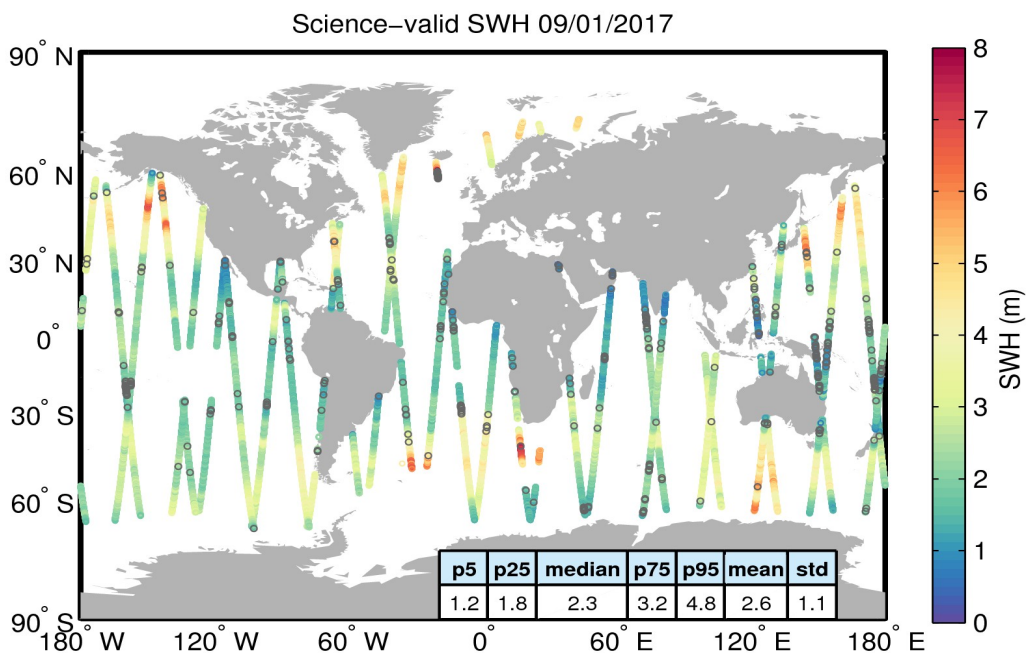 Science−valid SWH 09/01/2017
90° N
60° N
30° N
0°
30° S
60° S
90° S
180° W
120° W
60° W
0°
60° E
120° E
180° E
p5 p25 median p75 p95 mean std
1.2 1.8 2.3 3.2 4.8 2.6 1.1
8
7
6
5
4
3
2
1
0
SWH (m)